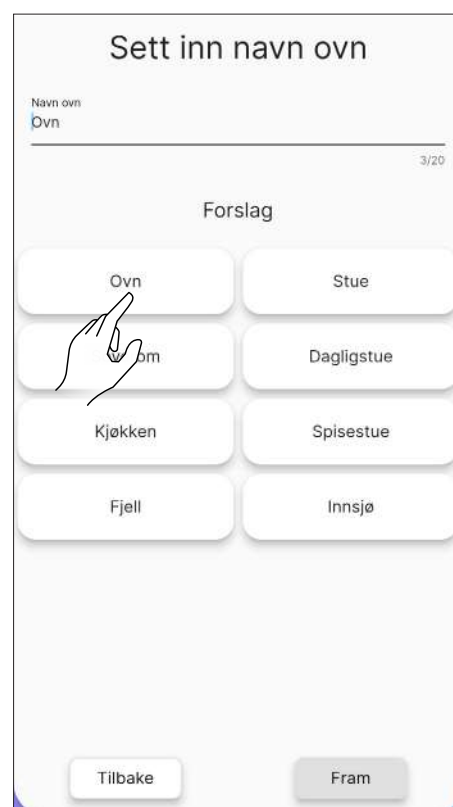 Sett inn navn ovn
Navn ovn
Ovn
3/20
Forslag
Ovn
Stue
Dagligstue
Kjøkken
Spisestue
Fjell
Innsjø
Tilbake
Fram